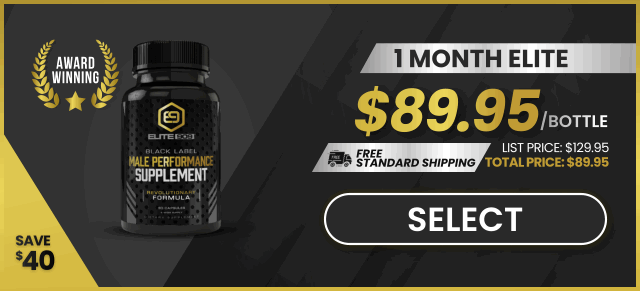 AWARD
WINNING
ELITE 909
BLACK LABEL
MALE PERFORMANCE
SUPPLEMENT
REVOLUTIONARY
FORMULA
SAVE
$40
1 MONTH ELITE
$89.95/BOTTLE
LIST PRICE: $129.95
FREE
STANDARD SHIPPING
TOTAL PRICE: $89.95
SELECT